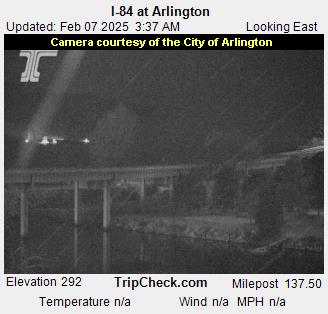 I-84 at Arlington
Updated: Feb 07 2025 3:37 AM Looking East
Camera courtesy of the City of Arlington
Elevation 292 TripCheck.com Milepost 137.50
Temperature n/a Wind n/a MPH n/a